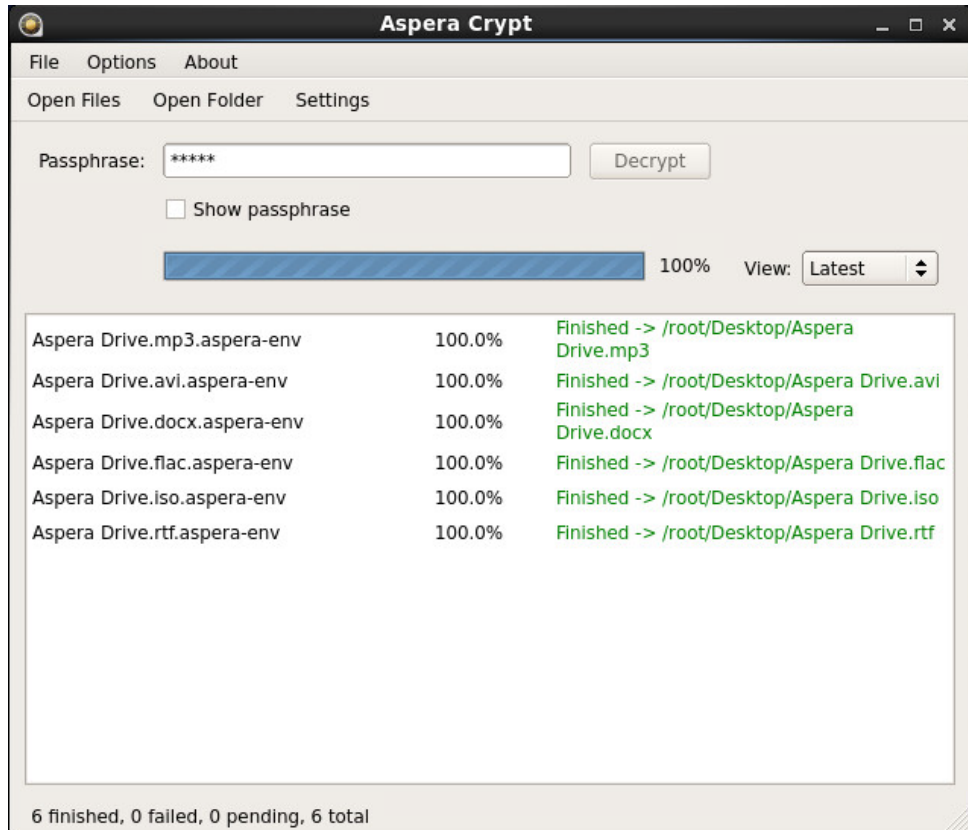 Aspera Crypt
File Options About
Open Files Open Folder Settings
Passphrase: ***** Decrypt
Show passphrase
100% View: Latest
Aspera Drive.mp3.aspera-env 100.0% Finished -> /root/Desktop/Aspera
Drive.mp3
Aspera Drive.avi.aspera-env 100.0% Finished -> /root/Desktop/Aspera Drive.avi
Aspera Drive.docx.aspera-env 100.0% Finished -> /root/Desktop/Aspera
Drive.docx
Aspera Drive.flac.aspera-env 100.0% Finished -> /root/Desktop/Aspera Drive.flac
Aspera Drive.iso.aspera-env 100.0% Finished -> /root/Desktop/Aspera Drive.iso
Aspera Drive.rtf.aspera-env 100.0% Finished -> /root/Desktop/Aspera Drive.rtf
6 finished, 0 failed, 0 pending, 6 total